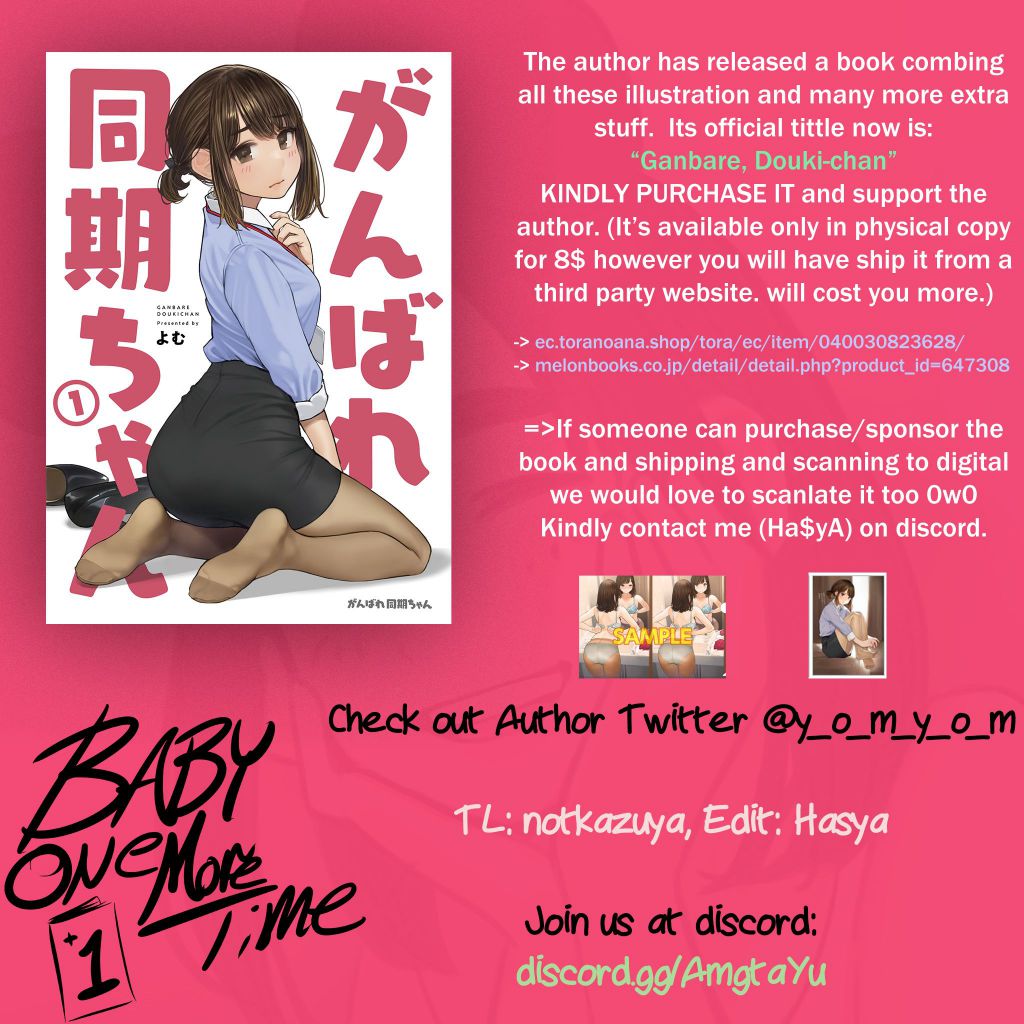 がんばれ
同期ちゃん
GANBARE
DOUKICHAN
Presented by
よむ
1
がんばれ同期ちゃん
The author has released a book combing
all these illustration and many more extra
stuff. Its official tittle now is:
“Ganbare, Douki-chan”
KINDLY PURCHASE IT and support the
author. (It’s available only in physical copy
for 8$ however you will have ship it from a
third party website. will cost you more.)
-> ec.toranoana.shop/tora/ec/item/040030823628/
-> melonbooks.co.jp/detail/detail.php?product_id=647308
=>If someone can purchase/sponsor the
book and shipping and scanning to digital
we would love to scanlate it too 0w0
Kindly contact me (Ha$yA) on discord.
SAMPLE
Check out Author Twitter @y_o_m_y_o_m
BABY
ONE MORE
TIME
+1
TL: notkazuya, Edit: Hasya
Join us at discord:
discord.gg/AmgtaYu